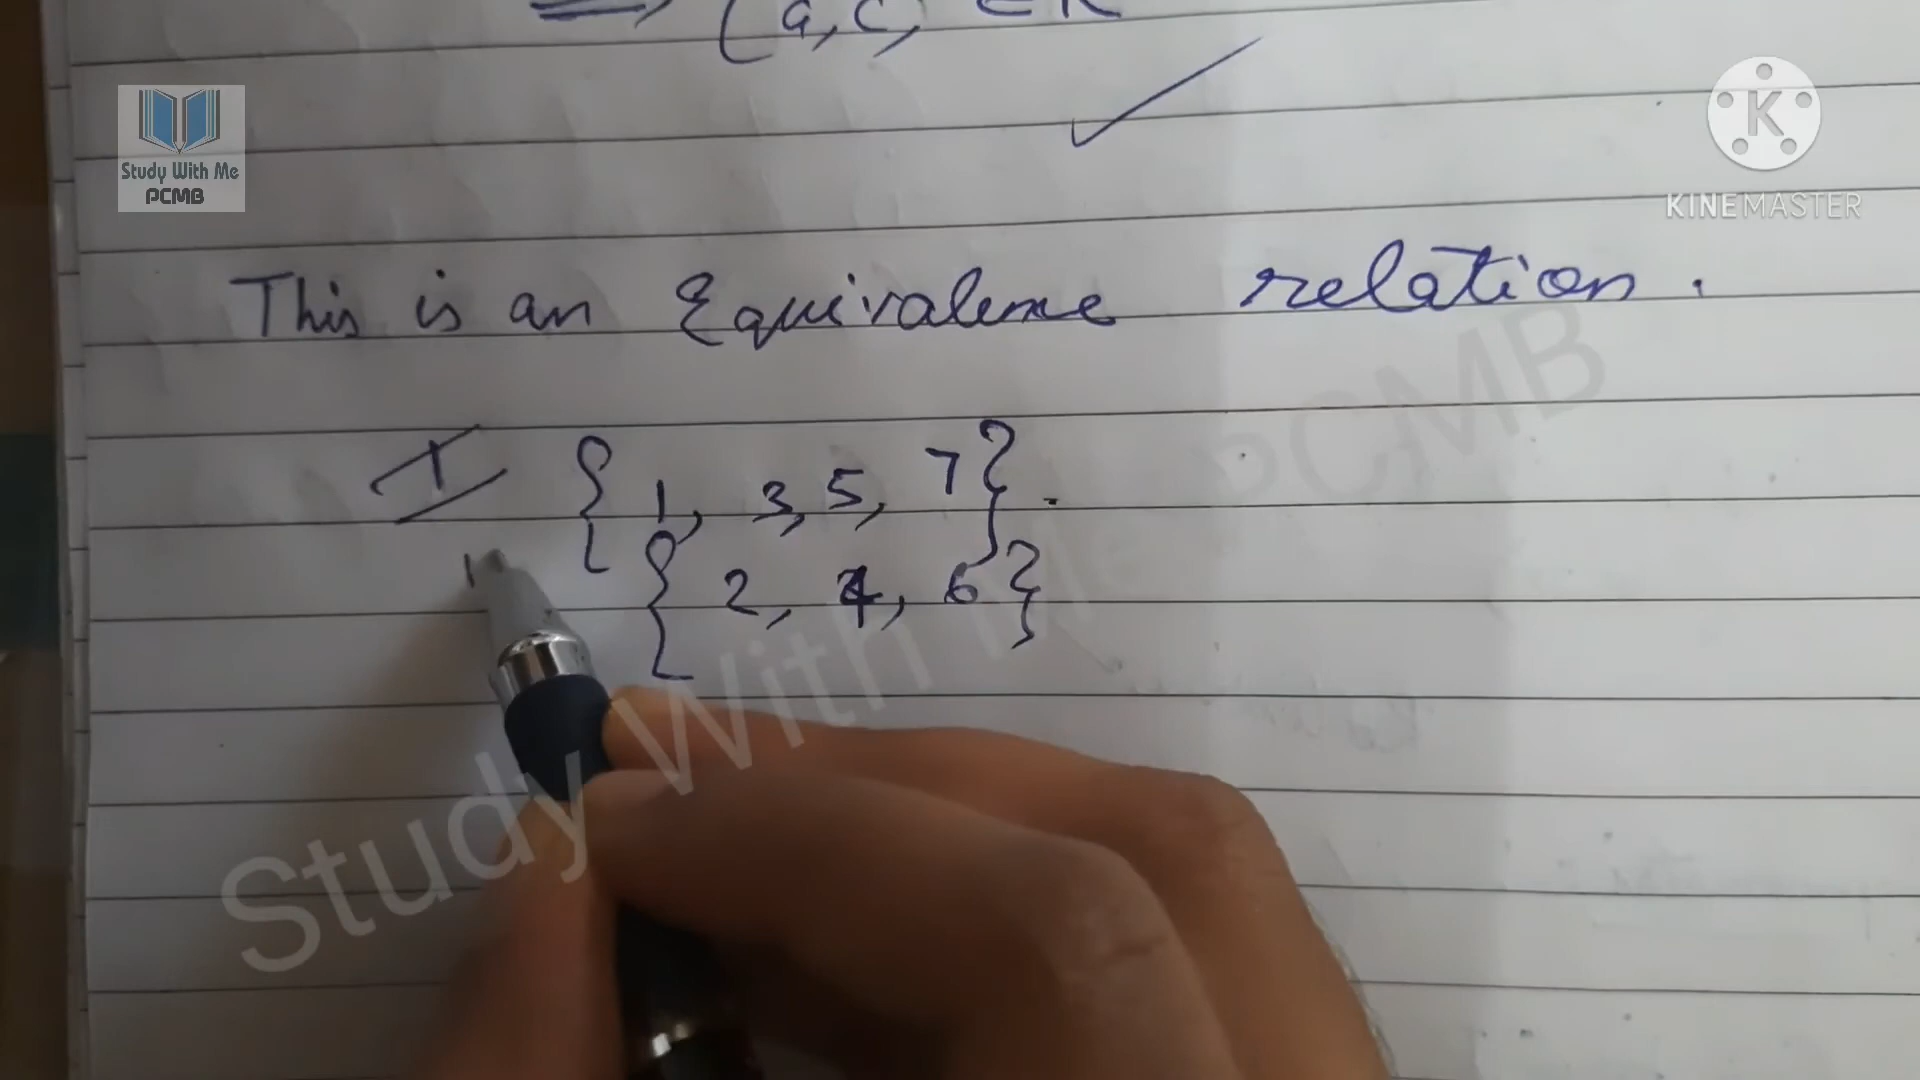 (a,c) ∈ R
Study With Me
PCMB
K
KINEMASTER
This is an Equivalence relation.
I {1, 3, 5, 7}.
{2, 4, 6}
Study With Me PCMB